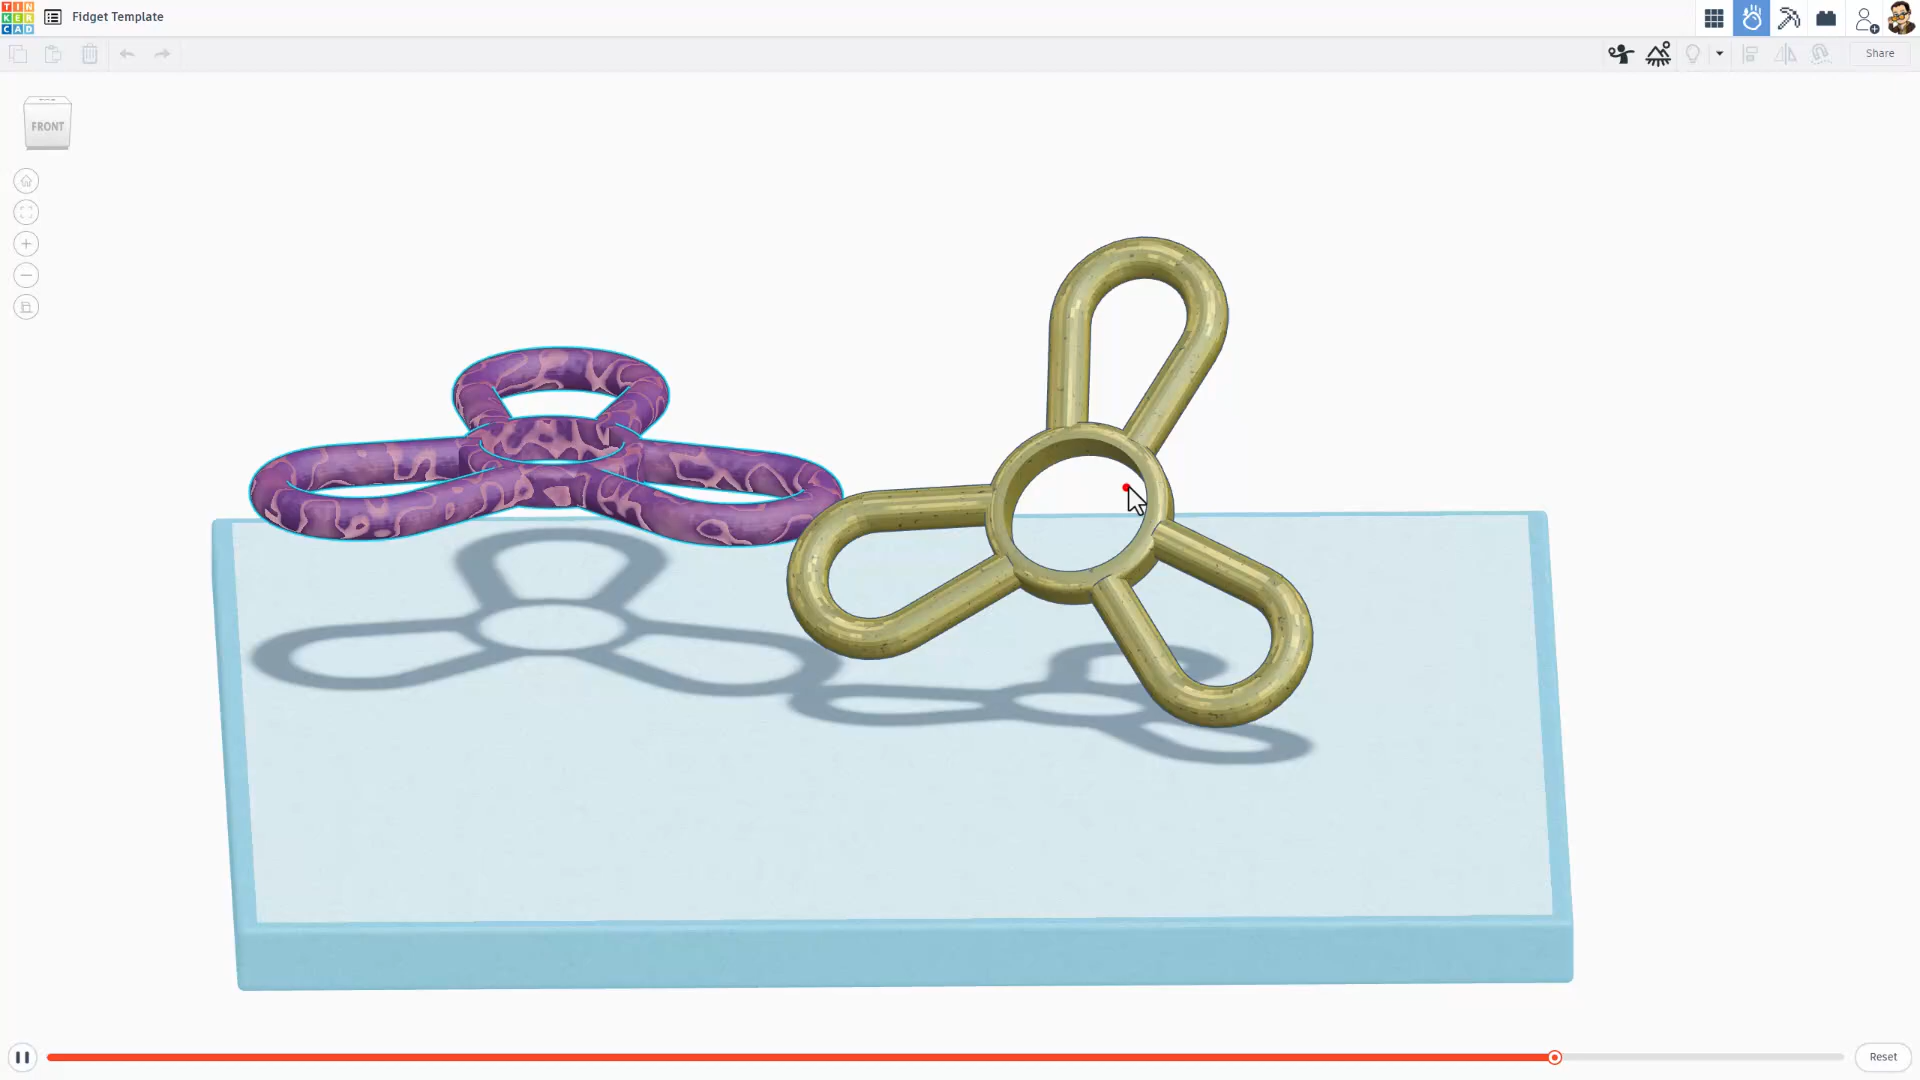 TIN
KER
CAD
Fidget Template
Share
FRONT
Reset